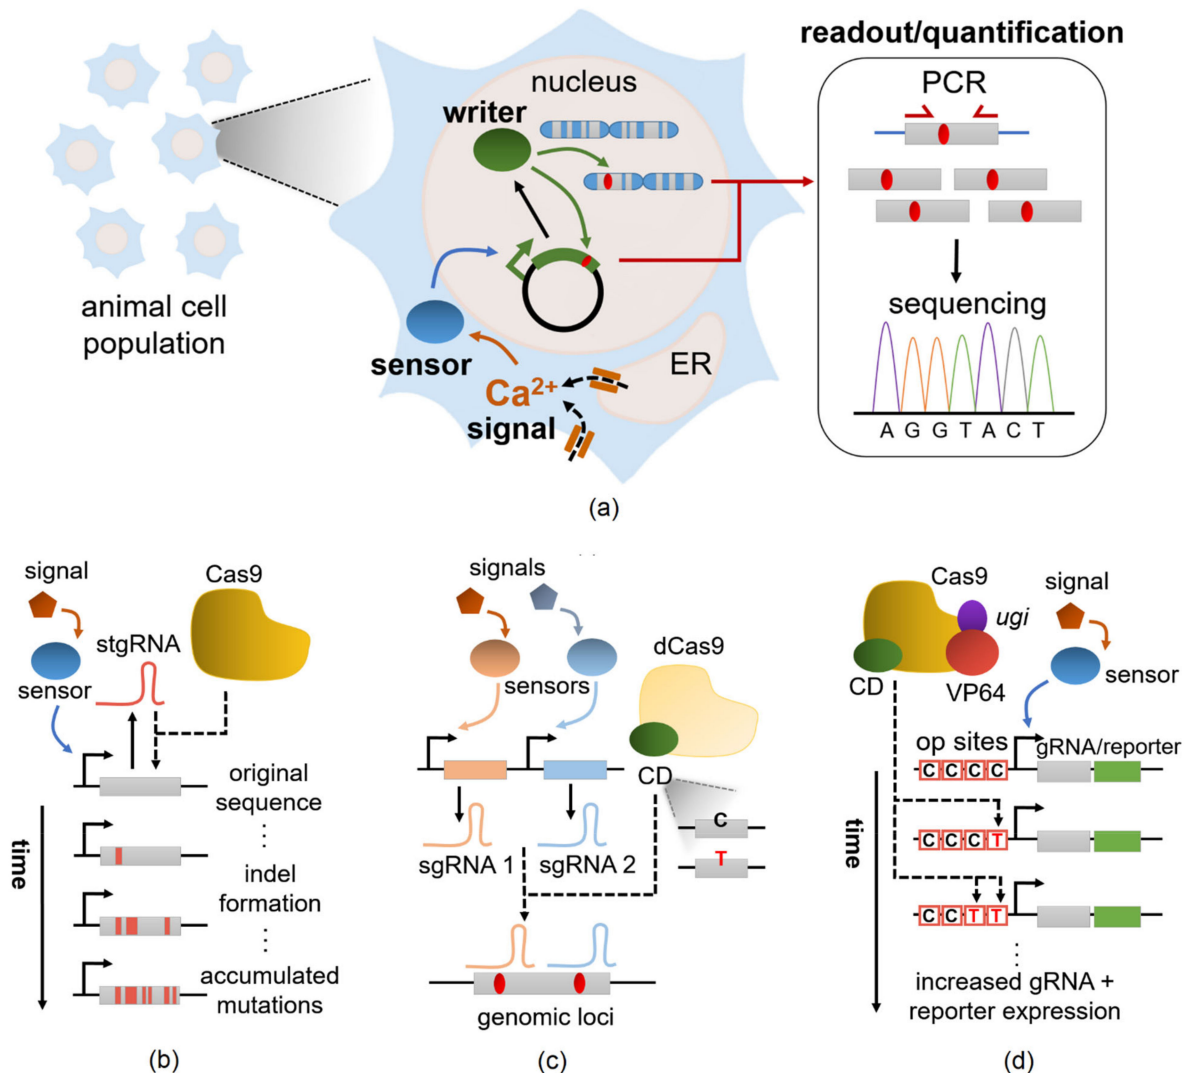 readout/quantification
PCR
nucleus
writer
animal cell
population
sensor
Ca2+
signal
ER
sequencing
A G G T A C T
(a)
signal
Cas9
stgRNA
sensor
original
sequence
indel
formation
accumulated
mutations
time
(b)
signals
dCas9
sensors
CD
C
T
sgRNA 1
sgRNA 2
genomic loci
(c)
Cas9
signal
ugi
CD
VP64
sensor
op sites
gRNA/reporter
C C C C
C C C T
C C T T
time
increased gRNA +
reporter expression
(d)